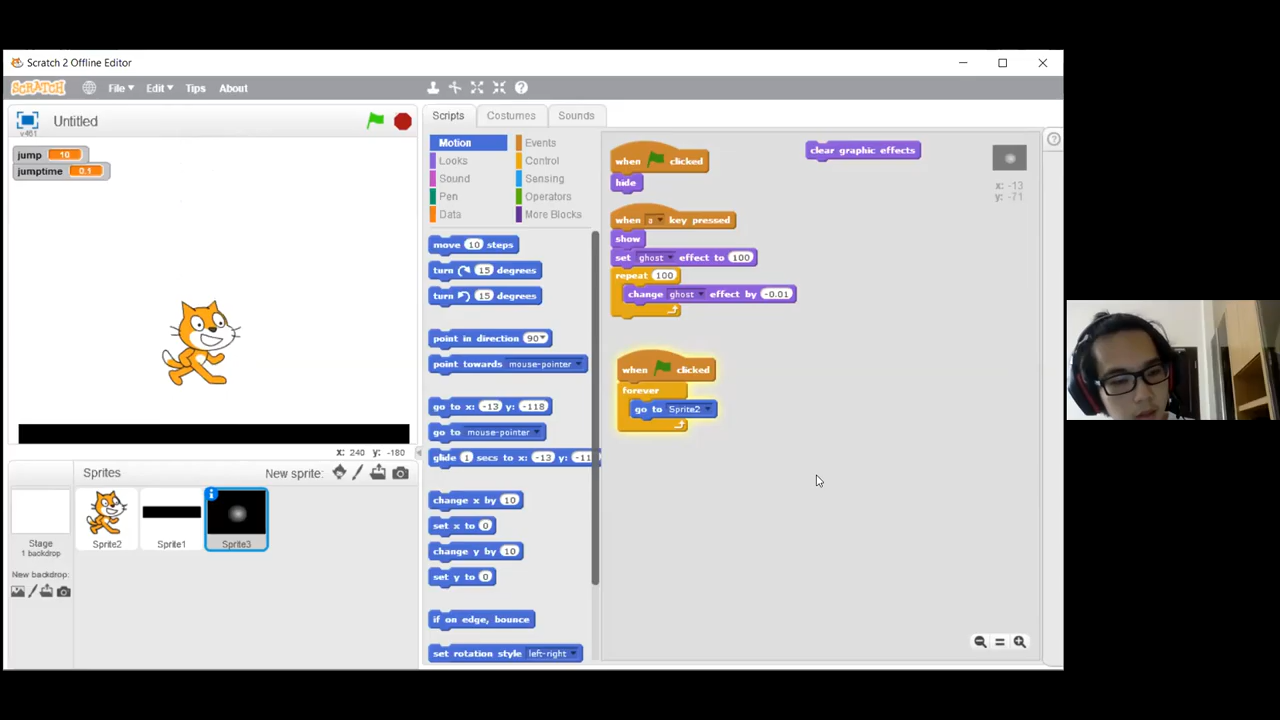 Scratch 2 Offline Editor
SCRATCH File Edit Tips About
v461 Untitled
jump 10
jumptime 0.1
x: 240 y: -180
Sprites New sprite:
Stage
1 backdrop
New backdrop:
Sprite2
Sprite1
Sprite3
Scripts Costumes Sounds
Motion Events
Looks Control
Sound Sensing
Pen Operators
Data More Blocks
move 10 steps
turn 15 degrees
turn 15 degrees
point in direction 90
point towards mouse-pointer
go to x: -13 y: -118
go to mouse-pointer
glide 1 secs to x: -13 y: -11
change x by 10
set x to 0
change y by 10
set y to 0
if on edge, bounce
set rotation style left-right
when clicked
hide
when a key pressed
show
set ghost effect to 100
repeat 100
change ghost effect by -0.01
when clicked
forever
go to Sprite2
clear graphic effects
x: -13
y: -71